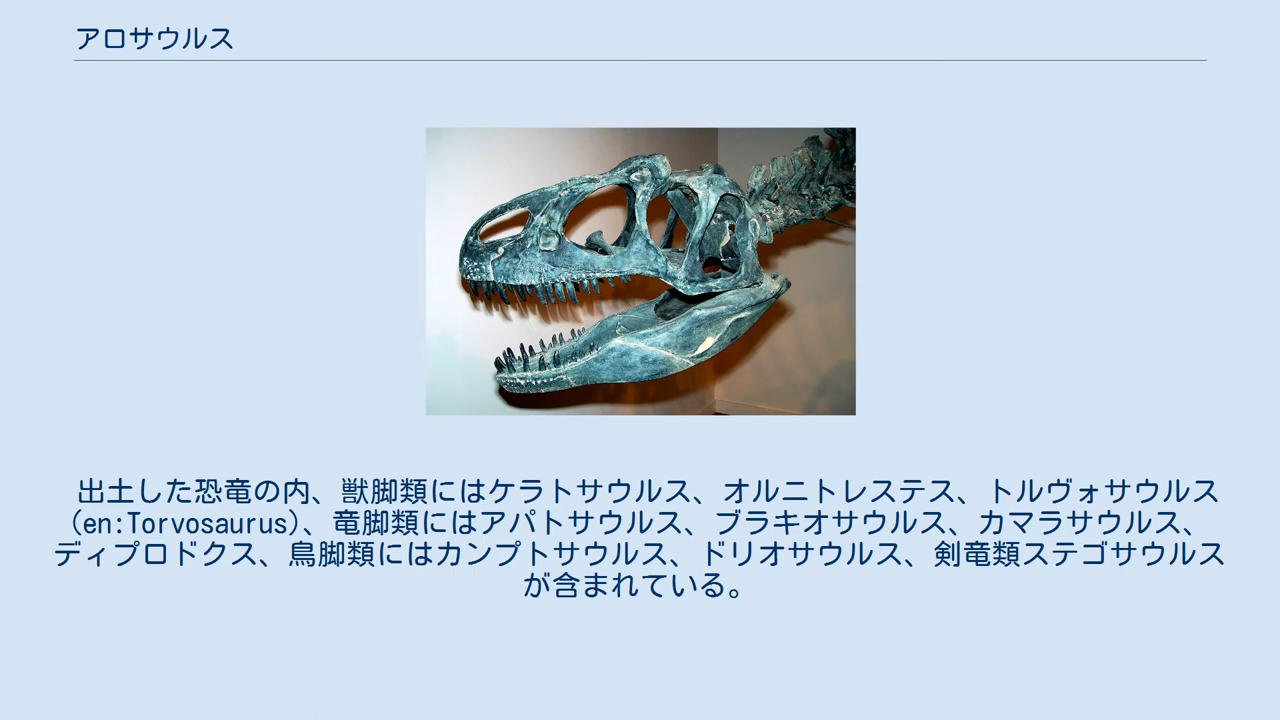 アロサウルス
出土した恐竜の内、獣脚類にはケラトサウルス、オルニトレステス、トルヴォサウルス
(en:Torvosaurus)、竜脚類にはアパトサウルス、ブラキオサウルス、カマラサウルス、
ディプロドクス、鳥脚類にはカンプトサウルス、ドリオサウルス、剣竜類ステゴサウルス
が含まれている。